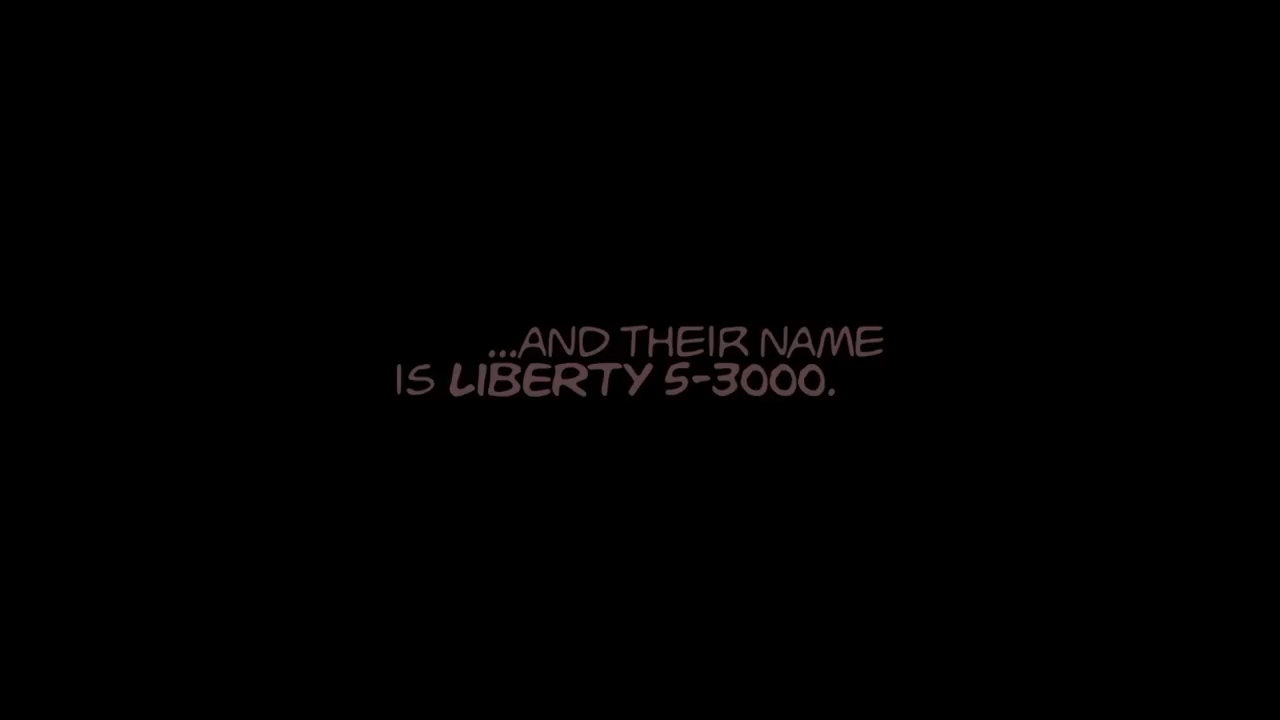 ...AND THEIR NAME
IS LIBERTY 5-3000.